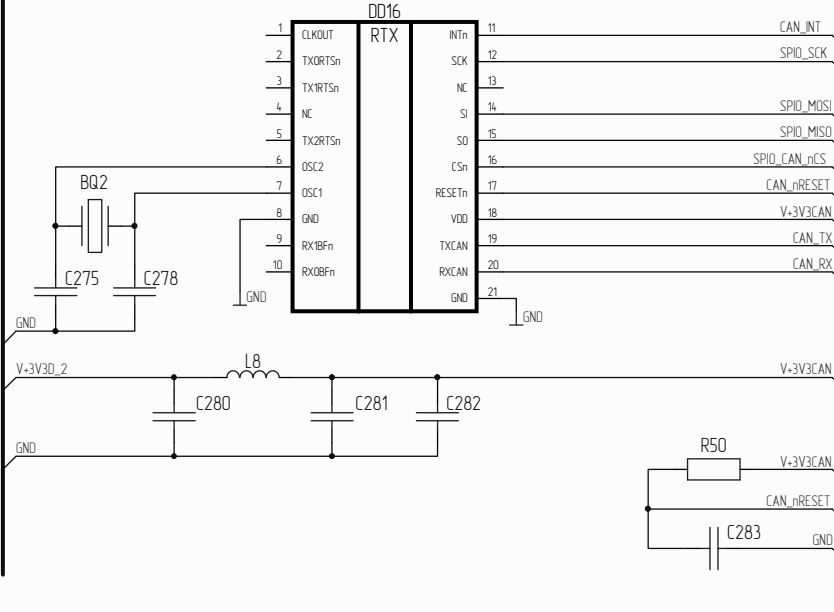 DD16
RTX
1 CLKOUT INTn 11 CAN_INT
2 TX0RTSn SCK 12 SPI0_SCK
3 TX1RTSn NC 13
4 NC SI 14 SPI0_MOSI
5 TX2RTSn SO 15 SPI0_MISO
6 OSC2 CSn 16 SPI0_CAN_nCS
7 OSC1 RESETn 17 CAN_nRESET
8 GND VDD 18 V+3V3CAN
9 RX1BFn TXCAN 19 CAN_TX
10 RX0BFn RXCAN 20 CAN_RX
GND 21
BQ2
C275 C278
GND
GND
GND
V+3V3D_2 L8 V+3V3CAN
C280 C281 C282
GND
R50
V+3V3CAN
CAN_nRESET
C283 GND